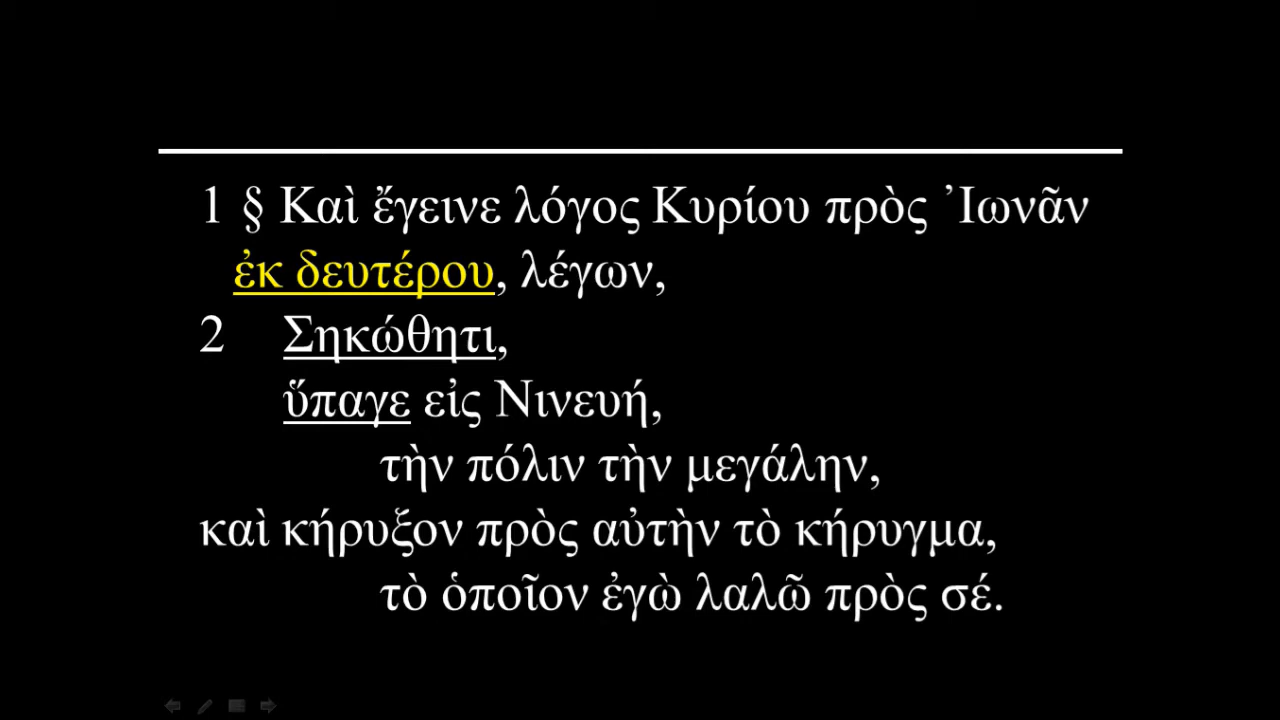 1 § Καὶ ἔγεινε λόγος Κυρίου πρὸς ᾿Ιωνᾶν
ἐκ δευτέρου, λέγων,
2 Σηκώθητι,
ὕπαγε εἰς Νινευή,
τὴν πόλιν τὴν μεγάλην,
καὶ κήρυξον πρὸς αὐτὴν τὸ κήρυγμα,
τὸ ὁποῖον ἐγὼ λαλῶ πρὸς σέ.